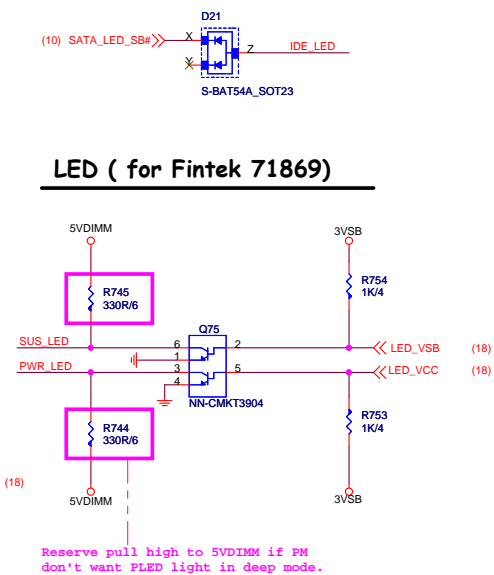 D21
(10) SATA_LED_SB# X
Z IDE_LED
Y
S-BAT54A_SOT23
LED ( for Fintek 71869)
5VDIMM
3VSB
R745
330R/6
R754
1K/4
Q75
SUS_LED 6 2 LED_VSB (18)
1
PWR_LED 3 5 LED_VCC (18)
4
NN-CMKT3904
R744
330R/6
R753
1K/4
(18)
5VDIMM
3VSB
Reserve pull high to 5VDIMM if PM
don't want PLED light in deep mode.